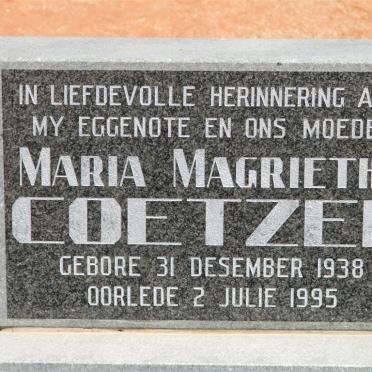 IN LIEFDEVOLLE HERINNERING A
MY EGGENOTE EN ONS MOEDE
MARIA MAGRIETH
COETZE
GEBORE 31 DESEMBER 1938
OORLEDE 2 JULIE 1995